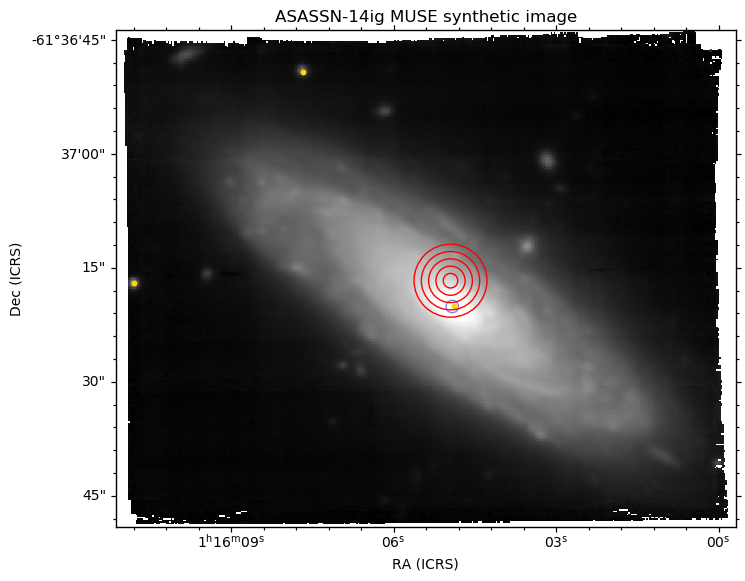 ASASSN-14ig MUSE synthetic image
-61°36'45"
37'00"
15"
30"
45"
Dec (ICRS)
1ʰ16ᵐ09ˢ 06ˢ 03ˢ 00ˢ
RA (ICRS)